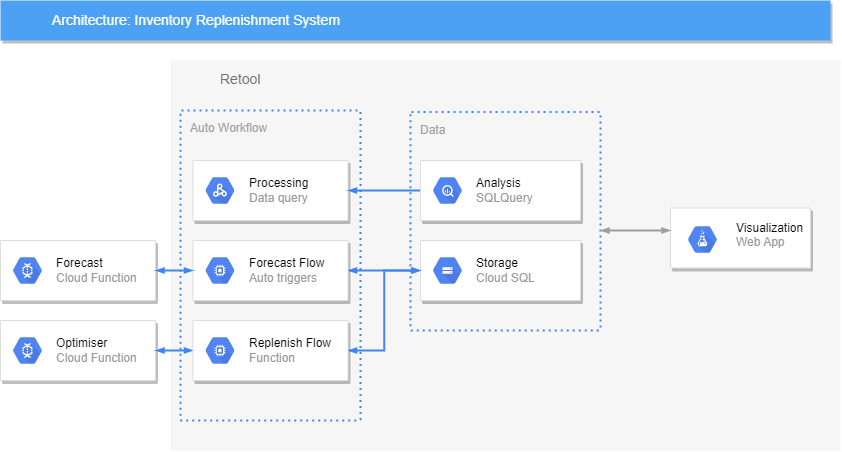 Architecture: Inventory Replenishment System
Retool
Auto Workflow
Data
Processing
Data query
Analysis
SQLQuery
Visualization
Web App
Forecast
Cloud Function
Forecast Flow
Auto triggers
Storage
Cloud SQL
Optimiser
Cloud Function
Replenish Flow
Function